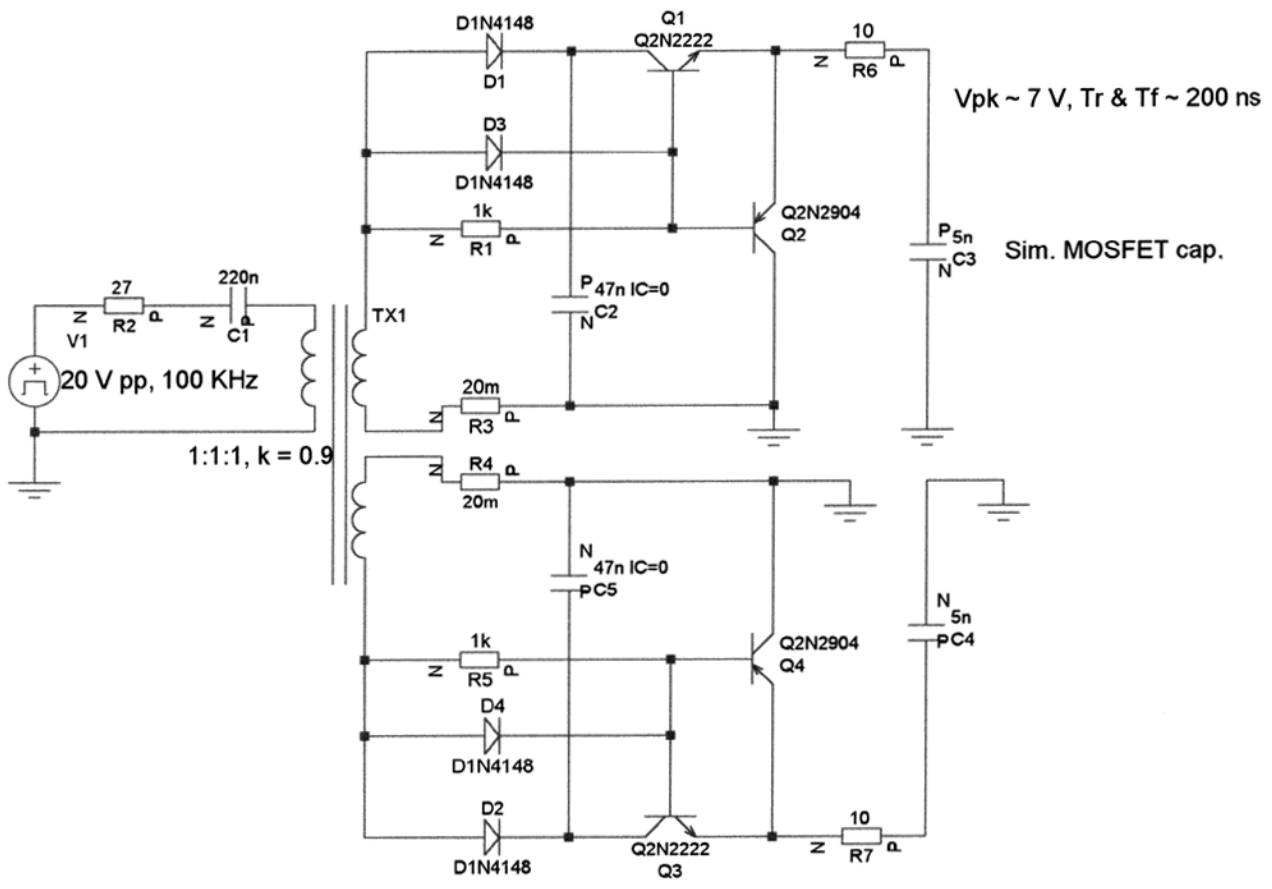 D1N4148
D1
Q1
Q2N2222
10
N
P
R6
Vpk ~ 7 V, Tr & Tf ~ 200 ns
D3
D1N4148
1k
N
P
R1
Q2N2904
Q2
P
5n
C3
N
Sim. MOSFET cap.
27
N
P
R2
220n
N
P
C1
V1
TX1
P
47n IC=0
C2
N
20 V pp, 100 KHz
20m
N
P
R3
1:1:1, k = 0.9
R4
N
P
20m
N
47n IC=0
P
C5
N
5n
P
C4
1k
N
P
R5
Q2N2904
Q4
D4
D1N4148
D2
D1N4148
Q2N2222
Q3
10
N
P
R7